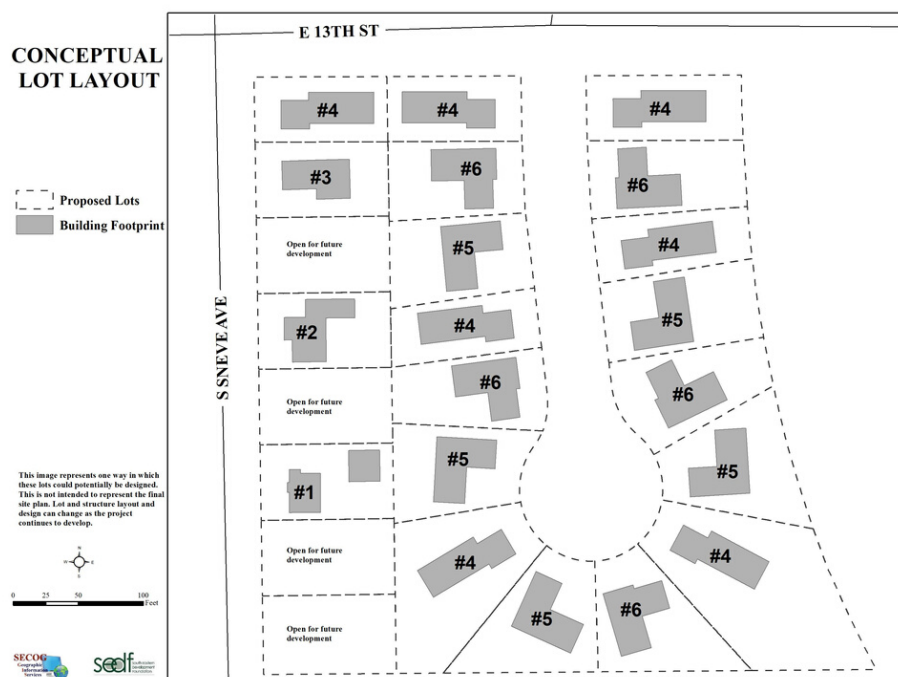 E 13TH ST
CONCEPTUAL
LOT LAYOUT
#4
#4
#4
#3
#6
#6
Proposed Lots
Building Footprint
Open for future
development
#5
#4
S SNEVE AVE
#2
#4
#5
Open for future
development
#6
#6
#5
#5
#1
This image represents one way in which
these lots could potentially be designed.
This is not intended to represent the final
site plan. Lot and structure layout and
design can change as the project
continues to develop.
Open for future
development
#4
#4
N
W E
S
0 25 50 100
Feet
Open for future
development
#5
#6
SECOG
Geographic
Information
Services
sedf